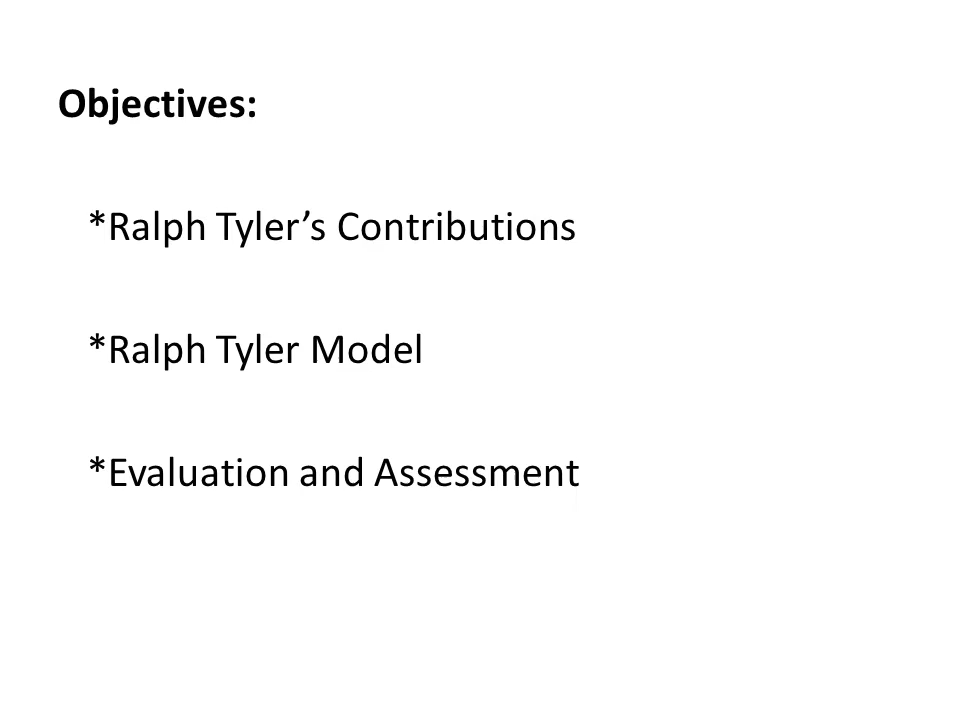 Objectives:
*Ralph Tyler’s Contributions
*Ralph Tyler Model
*Evaluation and Assessment